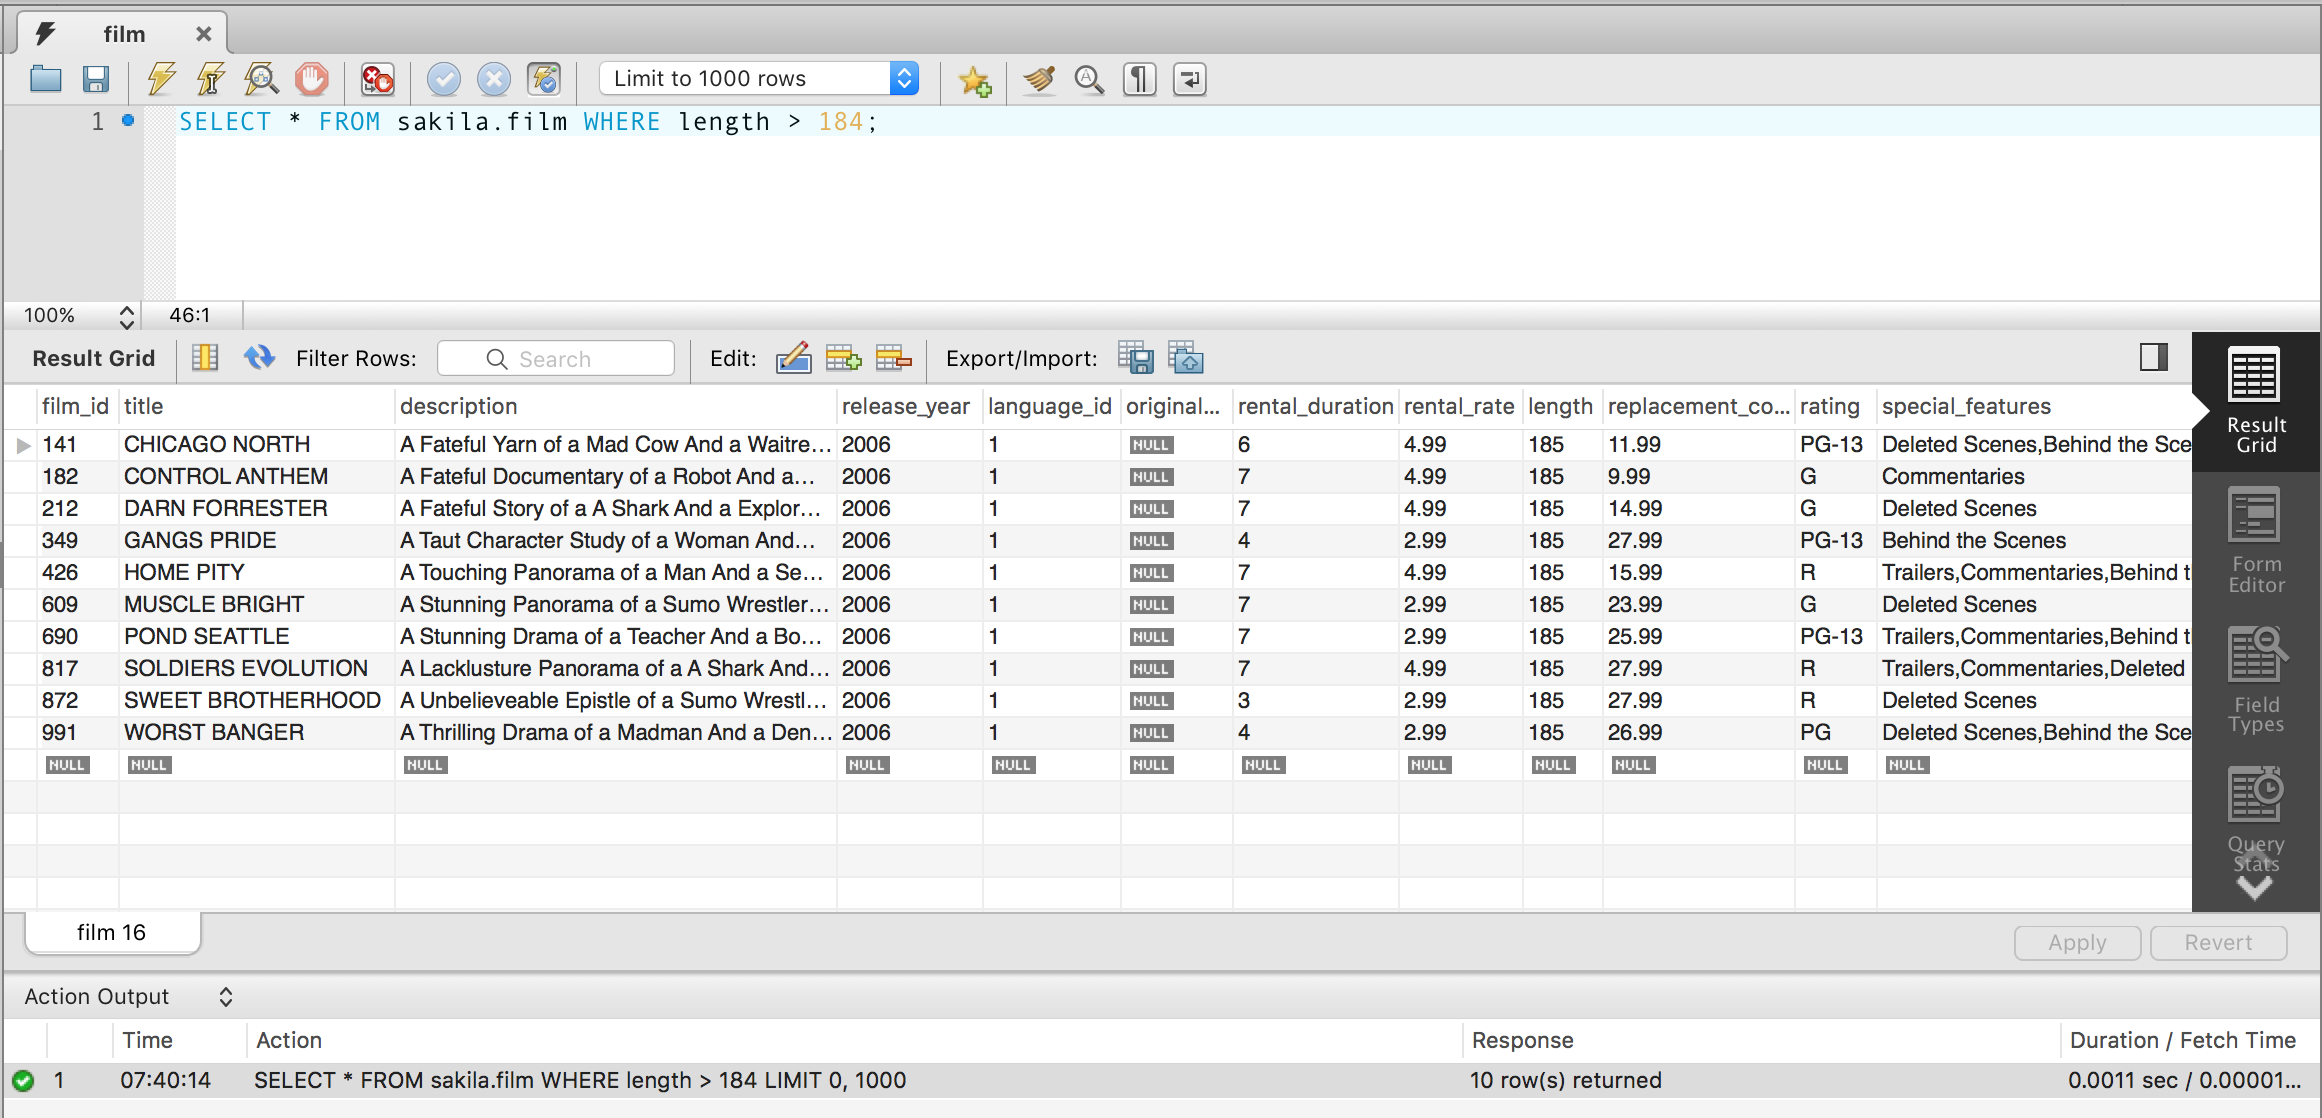 film
Limit to 1000 rows
1 SELECT * FROM sakila.film WHERE length > 184;
100% 46:1
Result Grid Filter Rows: Search Edit: Export/Import:
film_id title description release_year language_id original... rental_duration rental_rate length replacement_co... rating special_features
141 CHICAGO NORTH A Fateful Yarn of a Mad Cow And a Waitre... 2006 1 NULL 6 4.99 185 11.99 PG-13 Deleted Scenes,Behind the Sce
182 CONTROL ANTHEM A Fateful Documentary of a Robot And a... 2006 1 NULL 7 4.99 185 9.99 G Commentaries
212 DARN FORRESTER A Fateful Story of a A Shark And a Explor... 2006 1 NULL 7 4.99 185 14.99 G Deleted Scenes
349 GANGS PRIDE A Taut Character Study of a Woman And... 2006 1 NULL 4 2.99 185 27.99 PG-13 Behind the Scenes
426 HOME PITY A Touching Panorama of a Man And a Se... 2006 1 NULL 7 4.99 185 15.99 R Trailers,Commentaries,Behind t
609 MUSCLE BRIGHT A Stunning Panorama of a Sumo Wrestler... 2006 1 NULL 7 2.99 185 23.99 G Deleted Scenes
690 POND SEATTLE A Stunning Drama of a Teacher And a Bo... 2006 1 NULL 7 2.99 185 25.99 PG-13 Trailers,Commentaries,Behind t
817 SOLDIERS EVOLUTION A Lacklusture Panorama of a A Shark And... 2006 1 NULL 7 4.99 185 27.99 R Trailers,Commentaries,Deleted
872 SWEET BROTHERHOOD A Unbelieveable Epistle of a Sumo Wrestl... 2006 1 NULL 3 2.99 185 27.99 R Deleted Scenes
991 WORST BANGER A Thrilling Drama of a Madman And a Den... 2006 1 NULL 4 2.99 185 26.99 PG Deleted Scenes,Behind the Sce
NULL NULL NULL NULL NULL NULL NULL NULL NULL NULL NULL NULL
Result
Grid
Form
Editor
Field
Types
Query
Stats
film 16
Apply Revert
Action Output
Time Action Response Duration / Fetch Time
1 07:40:14 SELECT * FROM sakila.film WHERE length > 184 LIMIT 0, 1000 10 row(s) returned 0.0011 sec / 0.00001...